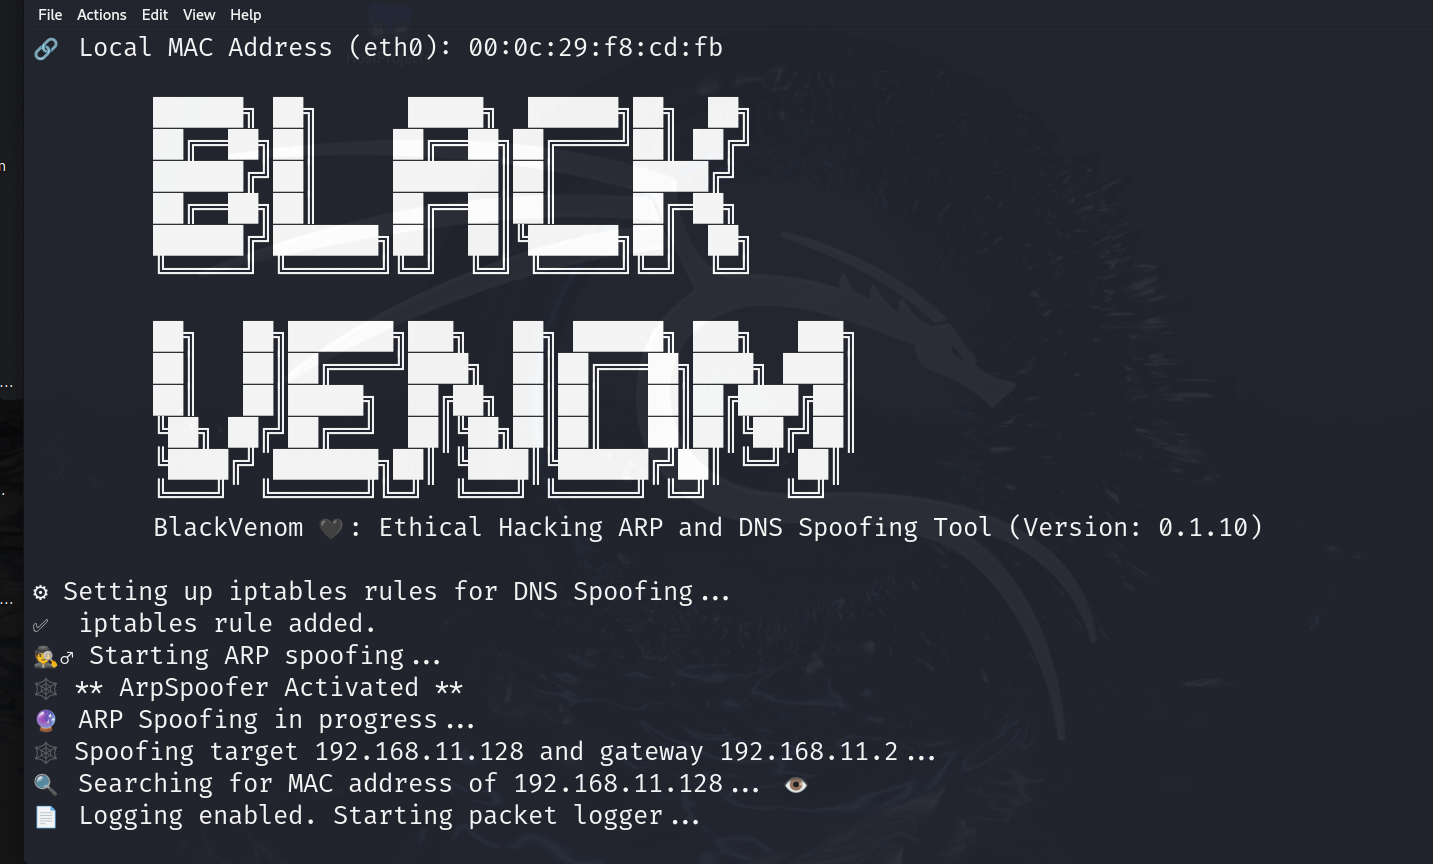 File Actions Edit View Help
🔗 Local MAC Address (eth0): 00:0c:29:f8:cd:fb
BLACK
VENOM
BlackVenom 🖤: Ethical Hacking ARP and DNS Spoofing Tool (Version: 0.1.10)
⚙ Setting up iptables rules for DNS Spoofing...
✅ iptables rule added.
🕵️♂ Starting ARP spoofing...
🕸 ** ArpSpoofer Activated **
🔮 ARP Spoofing in progress...
🕸 Spoofing target 192.168.11.128 and gateway 192.168.11.2...
🔍 Searching for MAC address of 192.168.11.128... 👁
📄 Logging enabled. Starting packet logger...